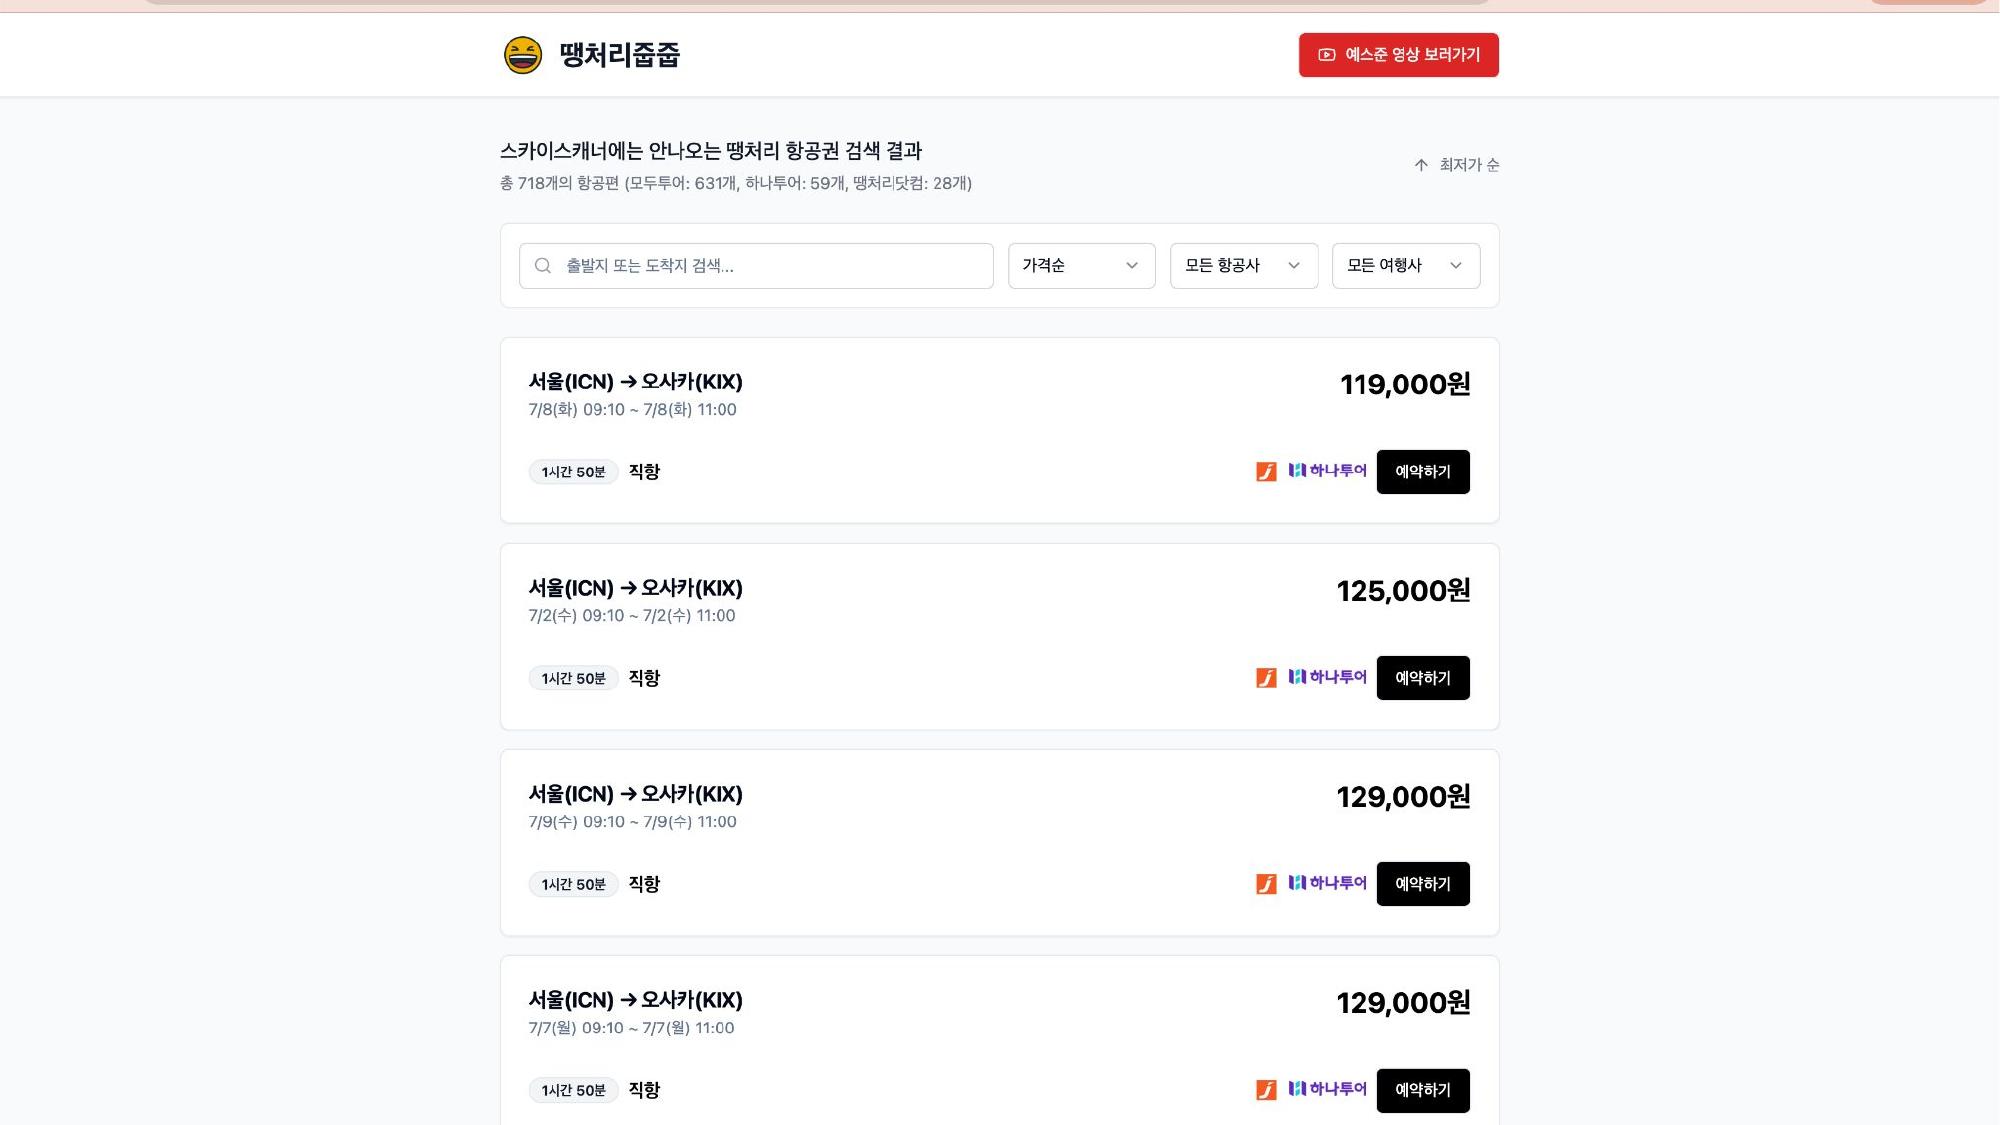 땡처리줍줍
예스준 영상 보러가기
스카이스캐너에는 안나오는 땡처리 항공권 검색 결과
총 718개의 항공편 (모두투어: 631개, 하나투어: 59개, 땡처리닷컴: 28개)
최저가 순
출발지 또는 도착지 검색...
가격순
모든 항공사
모든 여행사
서울(ICN) → 오사카(KIX)
119,000원
7/8(화) 09:10 ~ 7/8(화) 11:00
1시간 50분 직항
하나투어
예약하기
서울(ICN) → 오사카(KIX)
125,000원
7/2(수) 09:10 ~ 7/2(수) 11:00
1시간 50분 직항
하나투어
예약하기
서울(ICN) → 오사카(KIX)
129,000원
7/9(수) 09:10 ~ 7/9(수) 11:00
1시간 50분 직항
하나투어
예약하기
서울(ICN) → 오사카(KIX)
129,000원
7/7(월) 09:10 ~ 7/7(월) 11:00
1시간 50분 직항
하나투어
예약하기